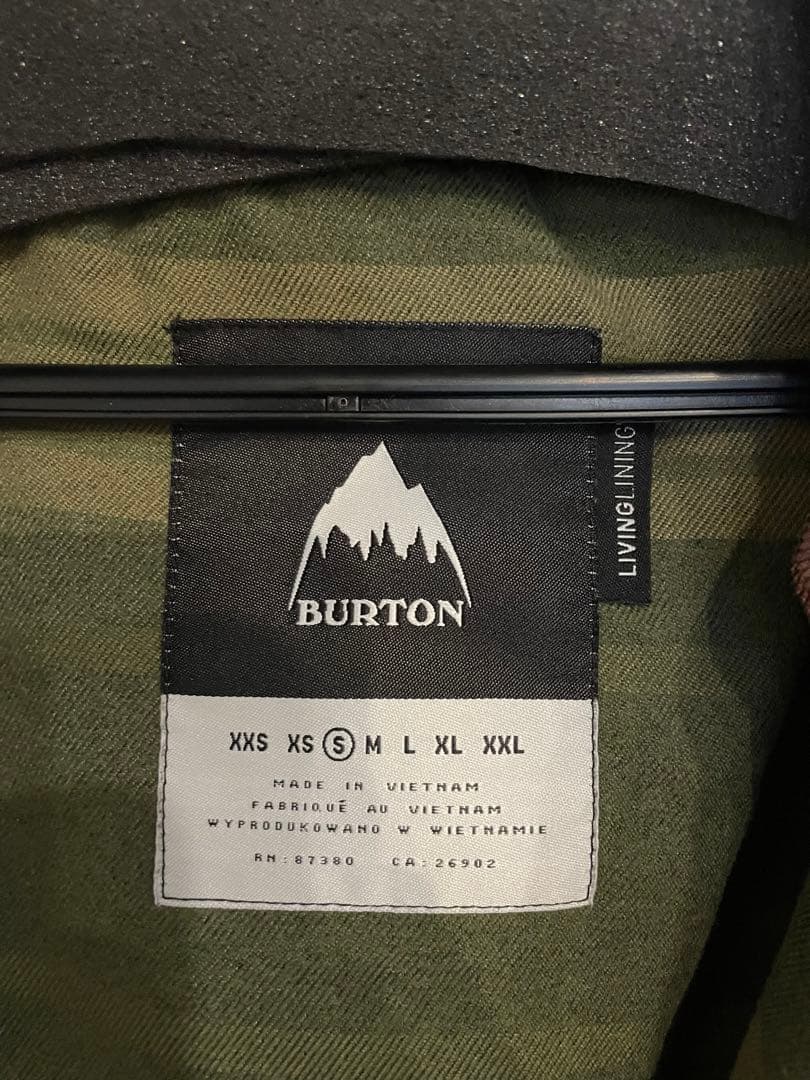 LIVINGLINING
BURTON
XXS XS S M L XL XXL
MADE IN VIETNAM
FABRIQUÉ AU VIETNAM
WYPRODUKOWANO W WIETNAMIE
RN:87380 CA:26902